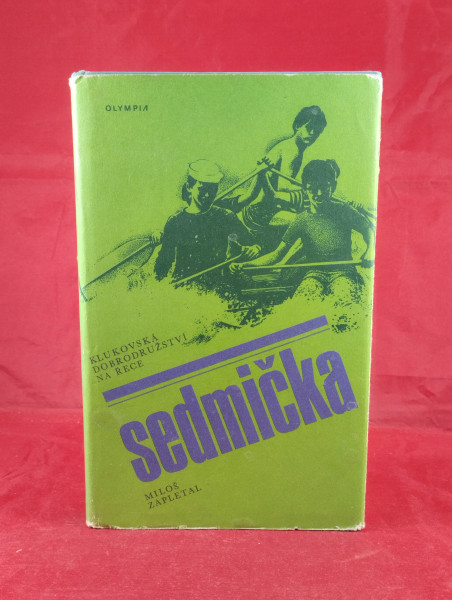 OLYMPIA
KLUKOVSKÁ
DOBRODRUŽSTVÍ
NA ŘECE
sedmička
MILOŠ
ZAPLETAL